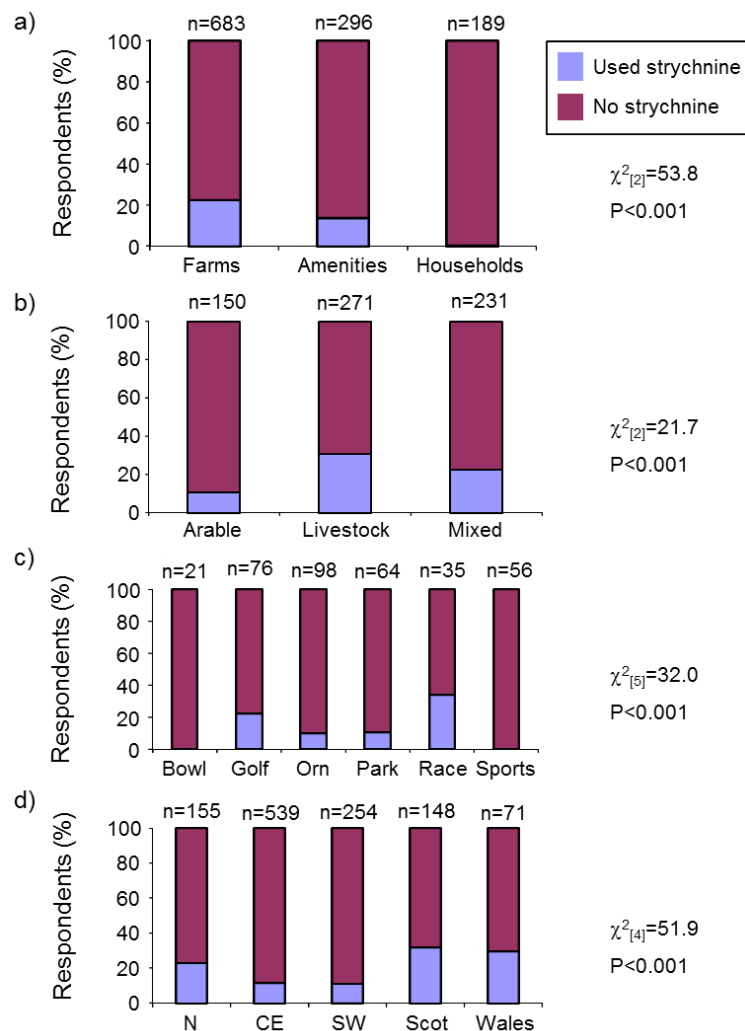 a)
n=683 n=296 n=189
Respondents (%)
100
80
60
40
20
0
Farms Amenities Households
Used strychnine
No strychnine
χ²[2]=53.8
P<0.001
b)
n=150 n=271 n=231
Respondents (%)
100
80
60
40
20
0
Arable Livestock Mixed
χ²[2]=21.7
P<0.001
c)
n=21 n=76 n=98 n=64 n=35 n=56
Respondents (%)
100
80
60
40
20
0
Bowl Golf Orn Park Race Sports
χ²[5]=32.0
P<0.001
d)
n=155 n=539 n=254 n=148 n=71
Respondents (%)
100
80
60
40
20
0
N CE SW Scot Wales
χ²[4]=51.9
P<0.001